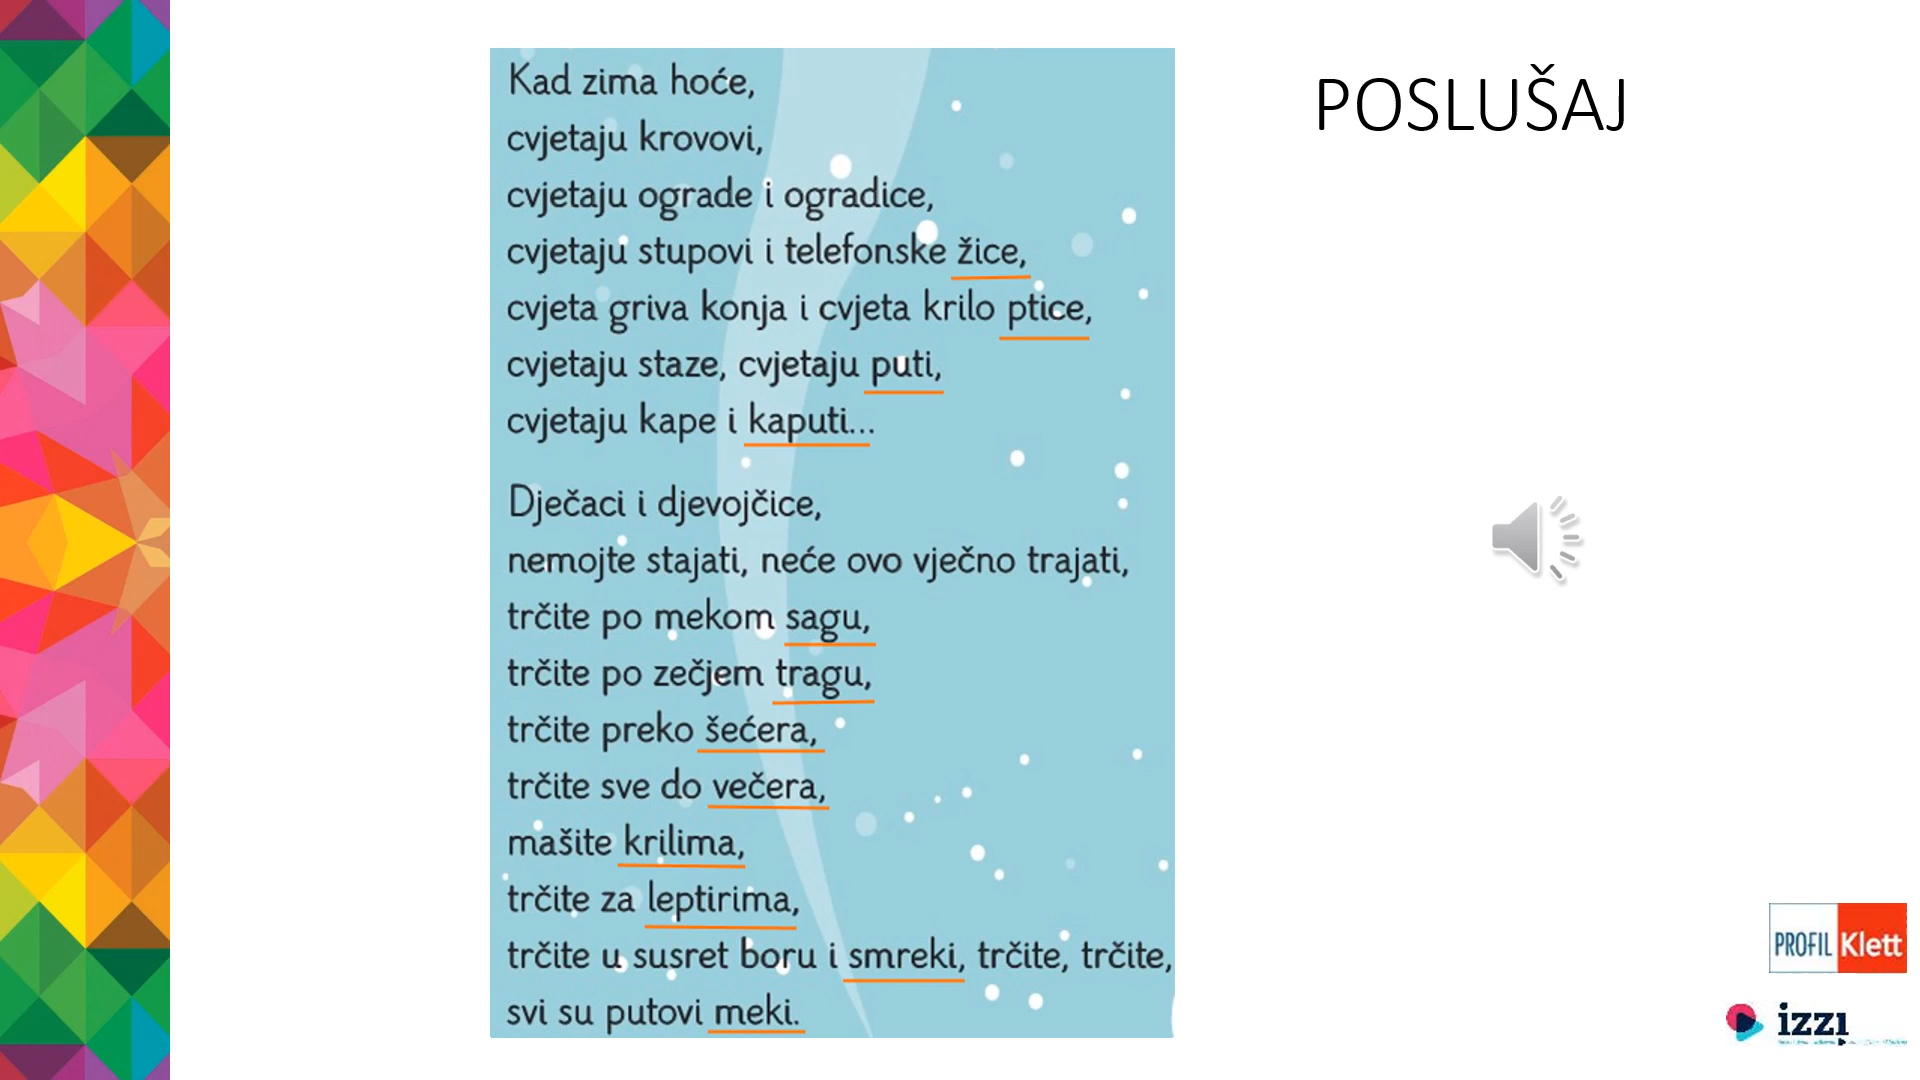 Kad zima hoće,
cvjetaju krovovi,
cvjetaju ograde i ogradice,
cvjetaju stupovi i telefonske žice,
cvjeta griva konja i cvjeta krilo ptice,
cvjetaju staze, cvjetaju puti,
cvjetaju kape i kaputi...
Dječaci i djevojčice,
nemojte stajati, neće ovo vječno trajati,
trčite po mekom sagu,
trčite po zečjem tragu,
trčite preko šećera,
trčite sve do večera,
mašite krilima,
trčite za leptirima,
trčite u susret boru i smreki, trčite, trčite,
svi su putovi meki.
POSLUŠAJ
PROFIL Klett
izzi